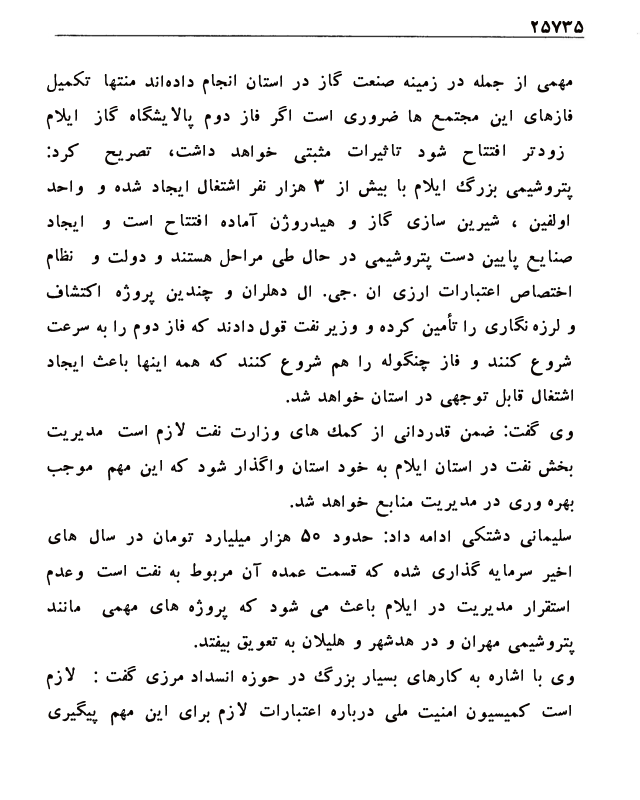 ۲۵۷۳۵
مهمی از جمله در زمینه صنعت گاز در استان انجام داده‌اند منتها تکمیل
فازهای این مجتمع ها ضروری است اگر فاز دوم پالایشگاه گاز ایلام
زودتر افتتاح شود تاثیرات مثبتی خواهد داشت، تصریح کرد:
پتروشیمی بزرگ ایلام با بیش از ۳ هزار نفر اشتغال ایجاد شده و واحد
اولفین ، شیرین سازی گاز و هیدروژن آماده افتتاح است و ایجاد
صنایع پایین دست پتروشیمی در حال طی مراحل هستند و دولت و نظام
اختصاص اعتبارات ارزی ان .جی. ال دهلران و چندین پروژه اکتشاف
و لرزه نگاری را تأمین کرده و وزیر نفت قول دادند که فاز دوم را به سرعت
شروع کنند و فاز چنگوله را هم شروع کنند که همه اینها باعث ایجاد
اشتغال قابل توجهی در استان خواهد شد.
وی گفت: ضمن قدردانی از کمك های وزارت نفت لازم است مدیریت
بخش نفت در استان ایلام به خود استان واگذار شود که این مهم موجب
بهره وری در مدیریت منابع خواهد شد.
سلیمانی دشتکی ادامه داد: حدود ۵۰ هزار میلیارد تومان در سال های
اخیر سرمایه گذاری شده که قسمت عمده آن مربوط به نفت است وعدم
استقرار مدیریت در ایلام باعث می شود که پروژه های مهمی مانند
پتروشیمی مهران و در هدشهر و هلیلان به تعویق بیفتد.
وی با اشاره به کارهای بسیار بزرگ در حوزه انسداد مرزی گفت : لازم
است کمیسیون امنیت ملی درباره اعتبارات لازم برای این مهم پیگیری